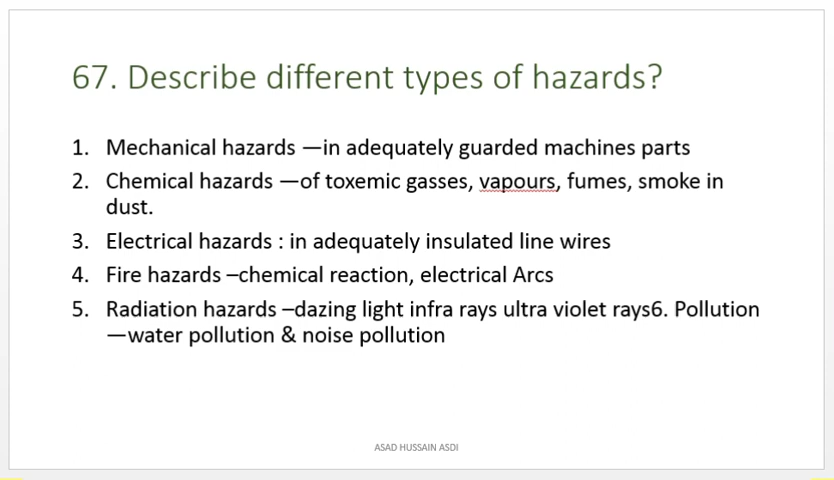 67. Describe different types of hazards?
1. Mechanical hazards —in adequately guarded machines parts
2. Chemical hazards —of toxemic gasses, vapours, fumes, smoke in
dust.
3. Electrical hazards : in adequately insulated line wires
4. Fire hazards –chemical reaction, electrical Arcs
5. Radiation hazards –dazing light infra rays ultra violet rays6. Pollution
—water pollution & noise pollution
ASAD HUSSAIN ASDI